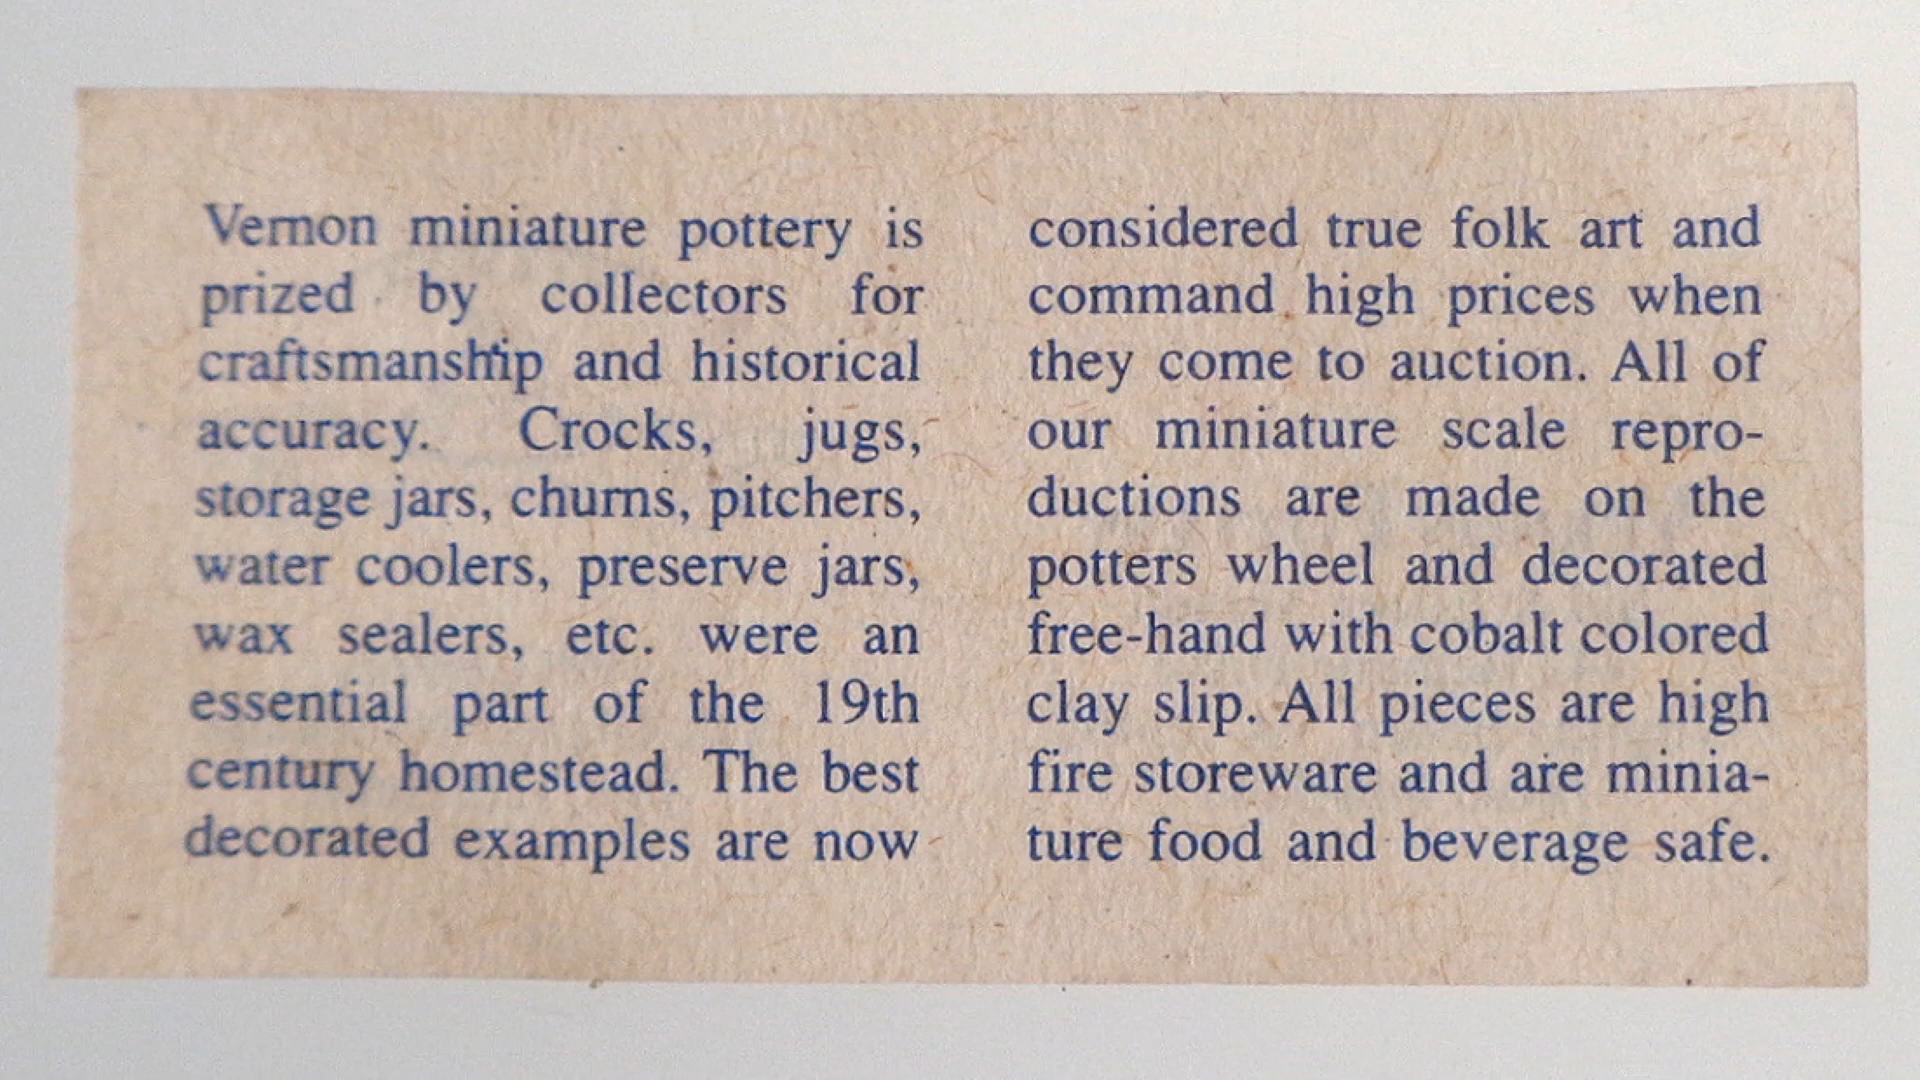 Vernon miniature pottery is
prized by collectors for
craftsmanship and historical
accuracy. Crocks, jugs,
storage jars, churns, pitchers,
water coolers, preserve jars,
wax sealers, etc. were an
essential part of the 19th
century homestead. The best
decorated examples are now
considered true folk art and
command high prices when
they come to auction. All of
our miniature scale repro-
ductions are made on the
potters wheel and decorated
free-hand with cobalt colored
clay slip. All pieces are high
fire storeware and are minia-
ture food and beverage safe.